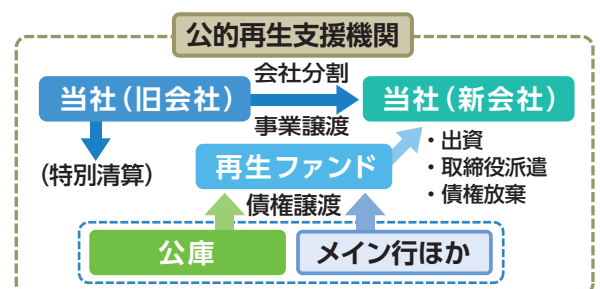 公的再生支援機関
会社分割
当社（旧会社）
当社（新会社）
事業譲渡
(特別清算)
再生ファンド
・出資
・取締役派遣
・債権放棄
債権譲渡
公庫
メイン行ほか